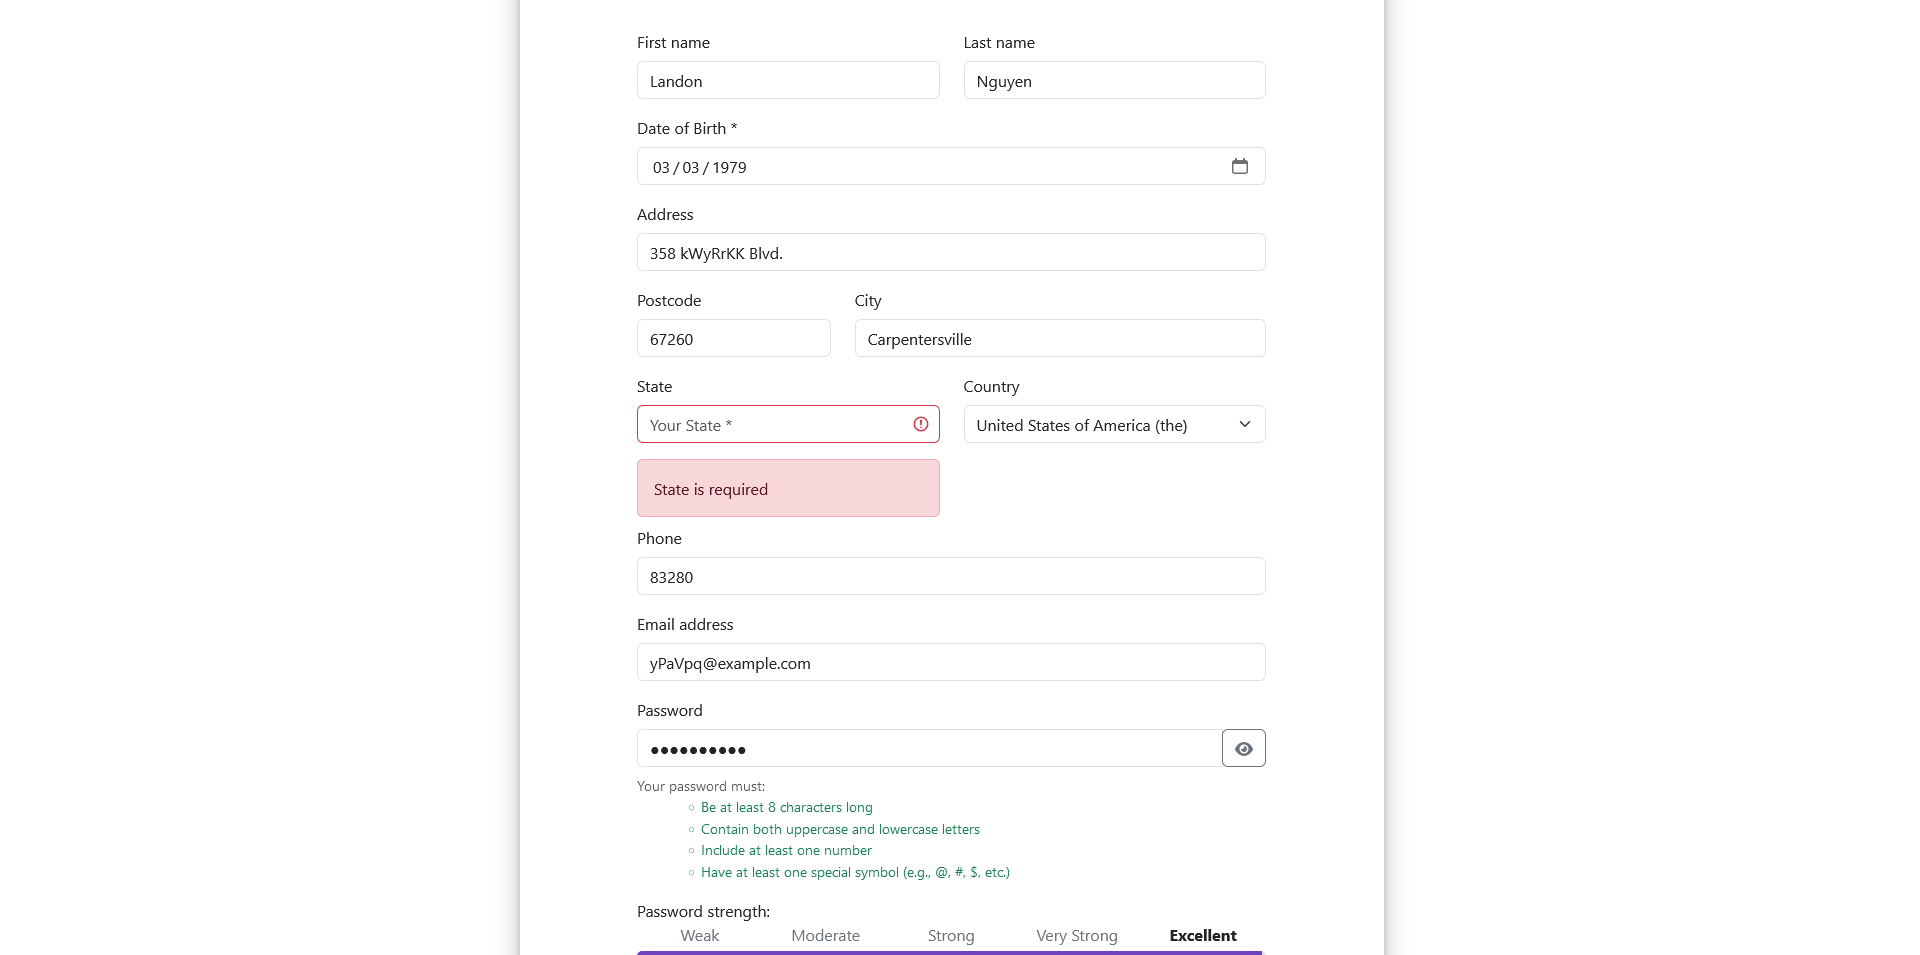 First name Last name
Landon Nguyen
Date of Birth *
03 / 03 / 1979
Address
358 kWyRrKK Blvd.
Postcode City
67260 Carpentersville
State Country
Your State * United States of America (the)
State is required
Phone
83280
Email address
yPaVpq@example.com
Password
••••••••••
Your password must:
Be at least 8 characters long
Contain both uppercase and lowercase letters
Include at least one number
Have at least one special symbol (e.g., @, #, $, etc.)
Password strength:
Weak Moderate Strong Very Strong Excellent